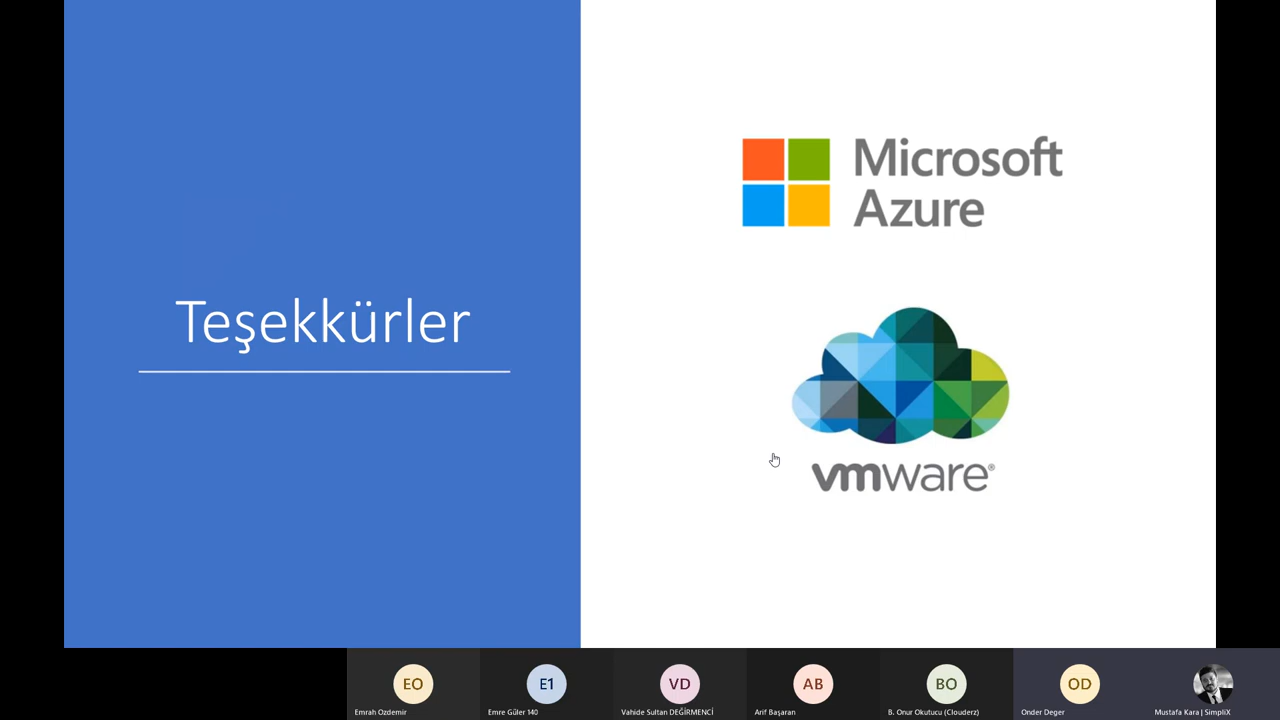 Teşekkürler
Microsoft
Azure
vmware®
EO
E1
VD
AB
BO
OD
Emrah Ozdemir
Emre Güler 140
Vahide Sultan DEĞİRMENCİ
Arif Başaran
B. Onur Okutucu (Clouderz)
Onder Deger
Mustafa Kara | SimpliX